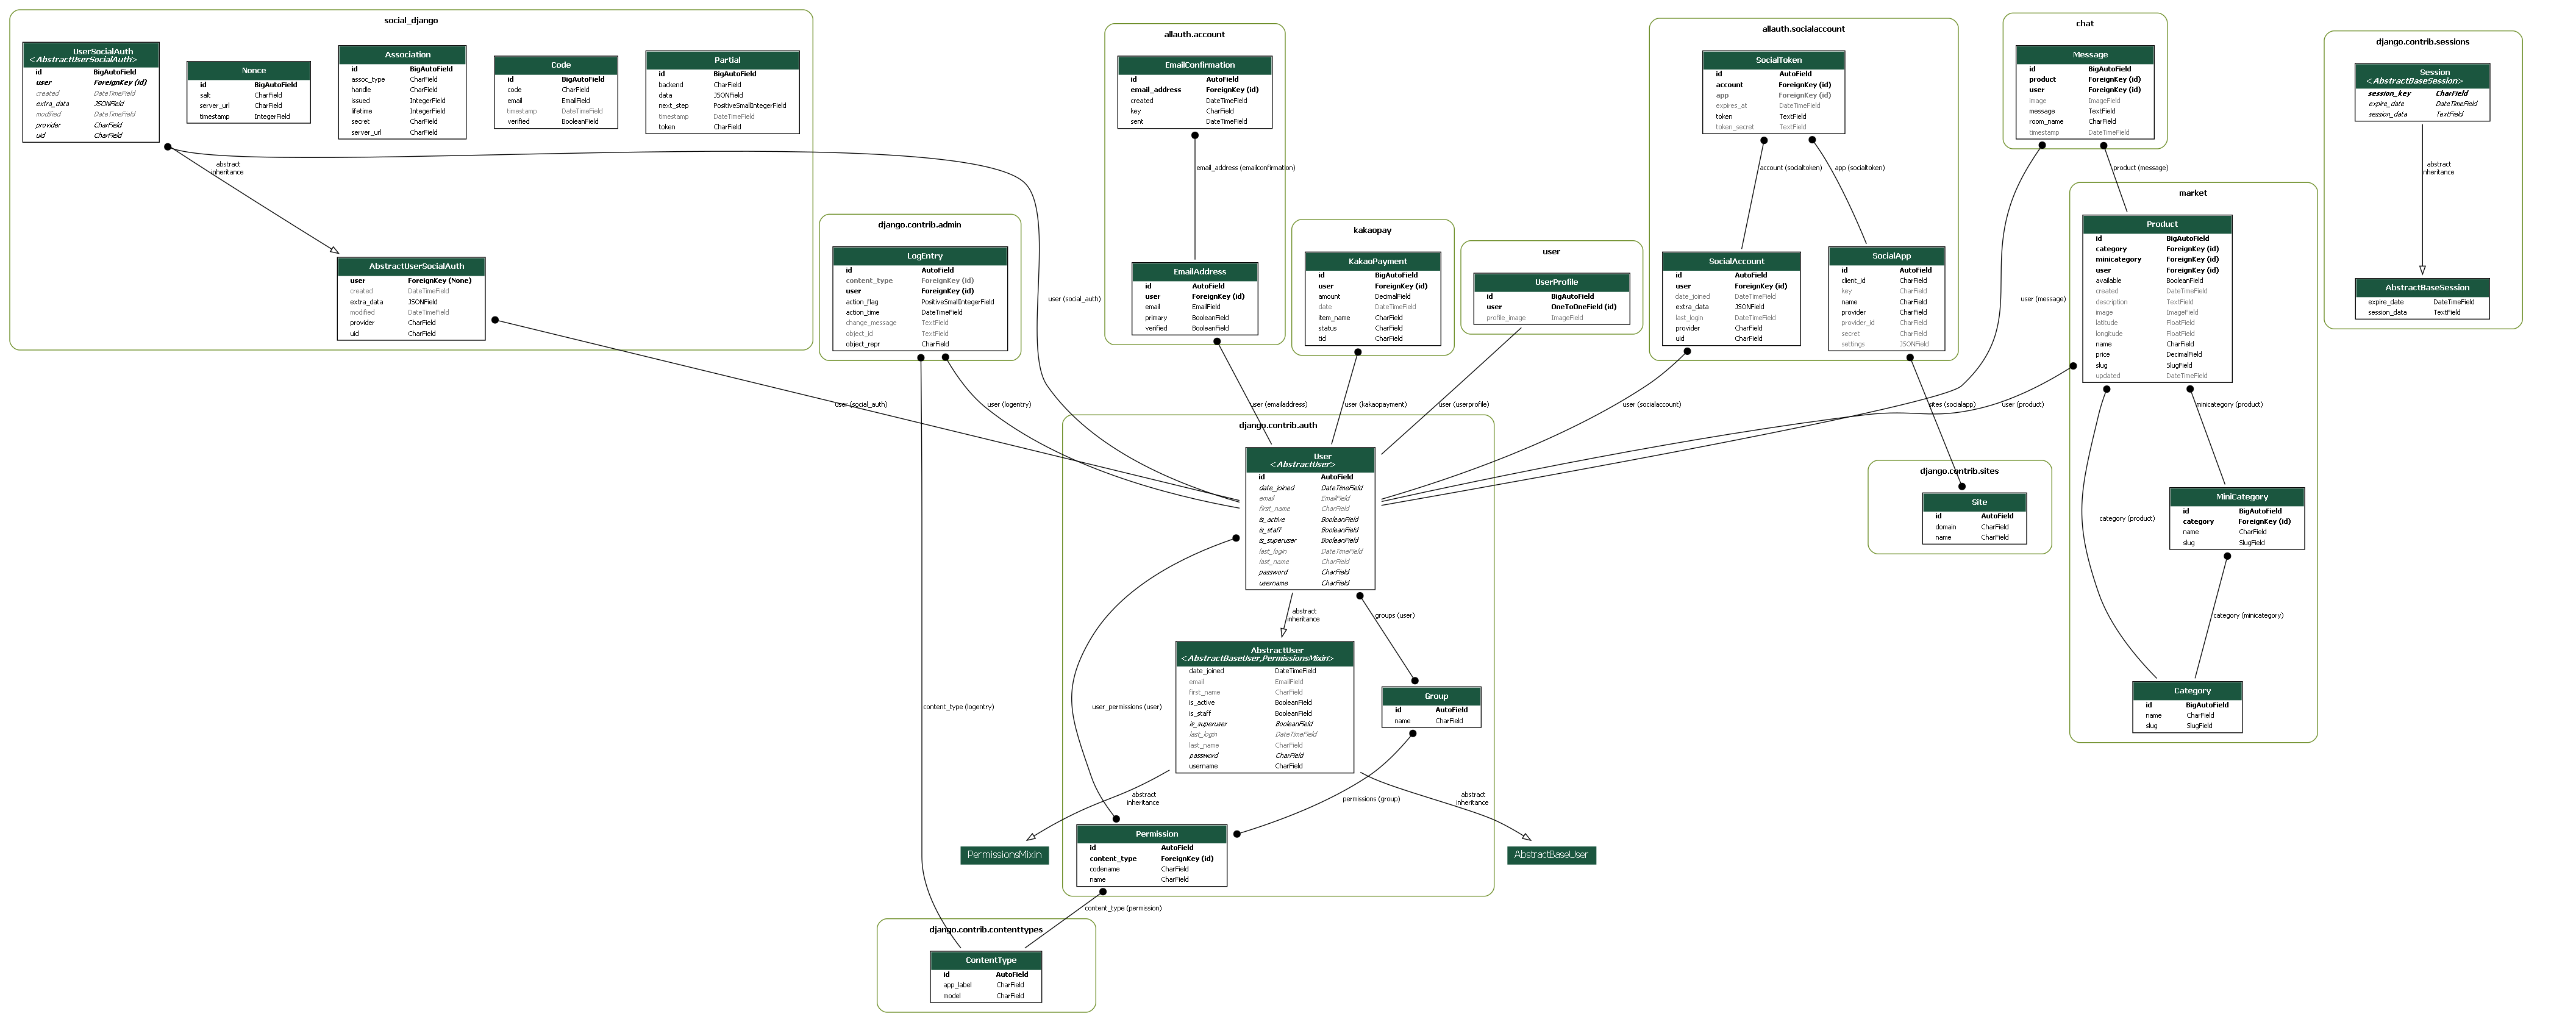 social_django
UserSocialAuth
<AbstractUserSocialAuth>
id BigAutoField
user ForeignKey (id)
created DateTimeField
extra_data JSONField
modified DateTimeField
provider CharField
uid CharField
Nonce
id BigAutoField
salt CharField
server_url CharField
timestamp IntegerField
Association
id BigAutoField
assoc_type CharField
handle CharField
issued IntegerField
lifetime IntegerField
secret CharField
server_url CharField
Code
id BigAutoField
code CharField
email EmailField
timestamp DateTimeField
verified BooleanField
Partial
id BigAutoField
backend CharField
data JSONField
next_step PositiveSmallIntegerField
timestamp DateTimeField
token CharField
abstract
inheritance
AbstractUserSocialAuth
user ForeignKey (None)
created DateTimeField
extra_data JSONField
modified DateTimeField
provider CharField
uid CharField
django.contrib.admin
LogEntry
id AutoField
content_type ForeignKey (id)
user ForeignKey (id)
action_flag PositiveSmallIntegerField
action_time DateTimeField
change_message TextField
object_id TextField
object_repr CharField
allauth.account
EmailConfirmation
id AutoField
email_address ForeignKey (id)
created DateTimeField
key CharField
sent DateTimeField
email_address (emailconfirmation)
EmailAddress
id AutoField
user ForeignKey (id)
email EmailField
primary BooleanField
verified BooleanField
user (social_auth)
kakaopay
KakaoPayment
id BigAutoField
user ForeignKey (id)
amount DecimalField
date DateTimeField
item_name CharField
status CharField
tid CharField
user
UserProfile
id BigAutoField
user OneToOneField (id)
profile_image ImageField
allauth.socialaccount
SocialToken
id AutoField
account ForeignKey (id)
app ForeignKey (id)
expires_at DateTimeField
token TextField
token_secret TextField
account (socialtoken)
app (socialtoken)
SocialAccount
id AutoField
user ForeignKey (id)
date_joined DateTimeField
extra_data JSONField
last_login DateTimeField
provider CharField
uid CharField
SocialApp
id AutoField
client_id CharField
key CharField
name CharField
provider CharField
provider_id CharField
secret CharField
settings JSONField
chat
Message
id BigAutoField
product ForeignKey (id)
user ForeignKey (id)
image ImageField
message TextField
room_name CharField
timestamp DateTimeField
product (message)
user (message)
market
Product
id BigAutoField
category ForeignKey (id)
minicategory ForeignKey (id)
user ForeignKey (id)
available BooleanField
created DateTimeField
description TextField
image ImageField
latitude FloatField
longitude FloatField
name CharField
price DecimalField
slug SlugField
updated DateTimeField
django.contrib.sessions
Session
<AbstractBaseSession>
session_key CharField
expire_date DateTimeField
session_data TextField
abstract
inheritance
AbstractBaseSession
expire_date DateTimeField
session_data TextField
user (social_auth)
user (logentry)
user (emailaddress)
user (kakaopayment)
user (userprofile)
user (socialaccount)
sites (socialapp)
user (product)
minicategory (product)
django.contrib.auth
User
<AbstractUser>
id AutoField
date_joined DateTimeField
email EmailField
first_name CharField
is_active BooleanField
is_staff BooleanField
is_superuser BooleanField
last_login DateTimeField
last_name CharField
password CharField
username CharField
django.contrib.sites
Site
id AutoField
domain CharField
name CharField
category (product)
MiniCategory
id BigAutoField
category ForeignKey (id)
name CharField
slug SlugField
category (minicategory)
Category
id BigAutoField
name CharField
slug SlugField
abstract
inheritance
groups (user)
AbstractUser
<AbstractBaseUser,PermissionsMixin>
date_joined DateTimeField
email EmailField
first_name CharField
is_active BooleanField
is_staff BooleanField
is_superuser BooleanField
last_login DateTimeField
last_name CharField
password CharField
username CharField
Group
id AutoField
name CharField
content_type (logentry)
user_permissions (user)
abstract
inheritance
permissions (group)
abstract
inheritance
PermissionsMixin
Permission
id AutoField
content_type ForeignKey (id)
codename CharField
name CharField
AbstractBaseUser
content_type (permission)
django.contrib.contenttypes
ContentType
id AutoField
app_label CharField
model CharField